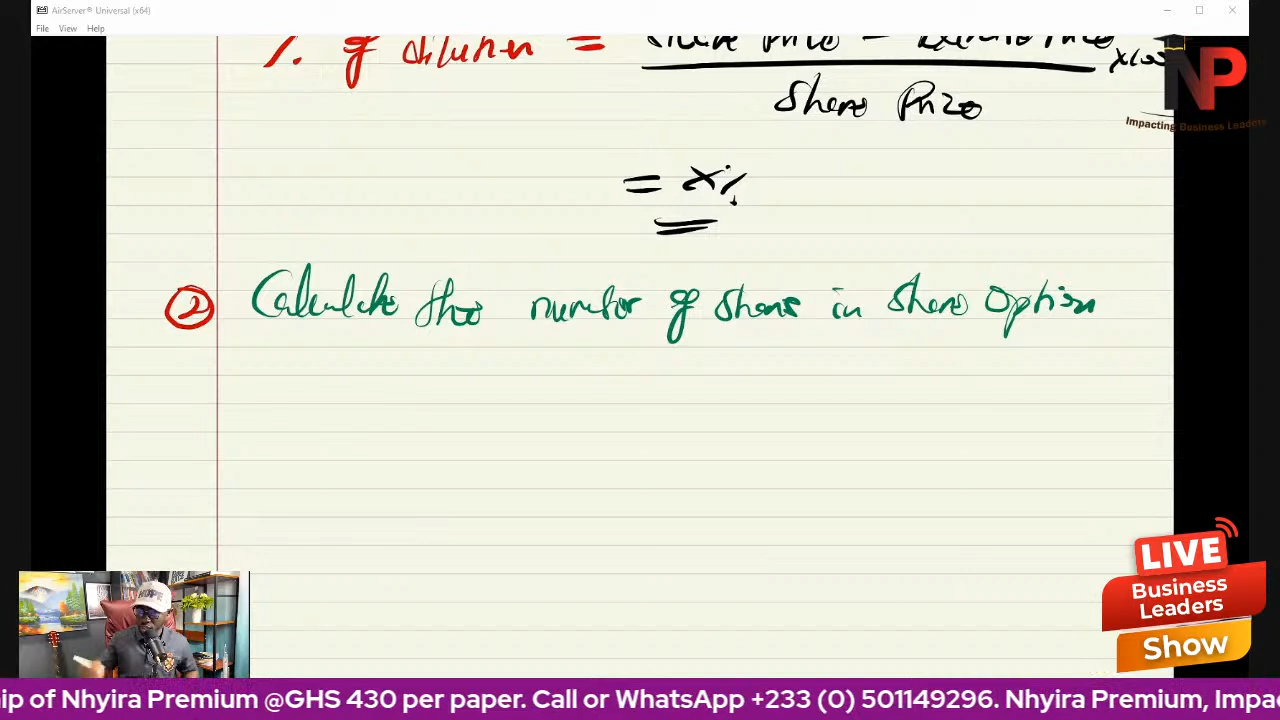 AirServer® Universal (x64)
File View Help
% of dilution = Share Price - Exercise Price x100
Share Price
NP
Impacting Business Leaders
= x%
② Calculate the number of shares in share option
LIVE
Business
Leaders
Show
ip of Nhyira Premium @GHS 430 per paper. Call or WhatsApp +233 (0) 501149296. Nhyira Premium, Impac